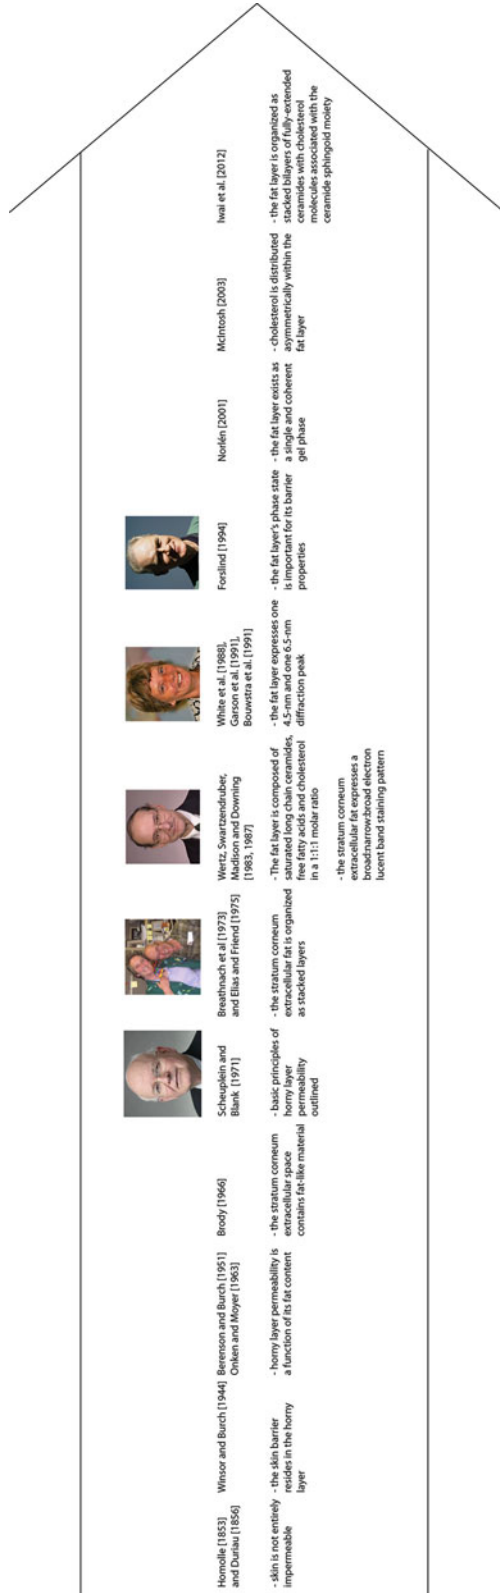 Homolle [1853]
and Duriau [1856]
- skin is not entirely
impermeable
Winsor and Burch [1944]
- the skin barrier
resides in the horny
layer
Berenson and Burch [1951]
Onken and Moyer [1963]
- horny layer permeability is
a function of its fat content
Brody [1966]
- the stratum corneum
extracellular space
contains fat-like material
Scheuplein and
Blank [1971]
- basic principles of
horny layer
permeability
outlined
Breathnach et al [1973]
and Elias and Friend [1975]
- the stratum corneum
extracellular fat is organized
as stacked layers
Wertz, Swartzendruber,
Madison and Downing
[1983, 1987]
- The fat layer is composed of
saturated long chain ceramides,
free fatty acids and cholesterol
in a 1:1:1 molar ratio
- the stratum corneum
extracellular fat expresses a
broad:narrow:broad electron
lucent band staining pattern
White et al. [1988],
Garson et al. [1991],
Bouwstra et al. [1991]
- the fat layer expresses one
4.5-nm and one 6.5-nm
diffraction peak
Forslind [1994]
- the fat layer's phase state
is important for its barrier
properties
Norlén [2001]
- the fat layer exists as
a single and coherent
gel phase
McIntosh [2003]
- cholesterol is distributed
asymmetrically within the
fat layer
Iwai et al. [2012]
- the fat layer is organized as
stacked bilayers of fully-extended
ceramides with cholesterol
molecules associated with the
ceramide sphingoid moiety